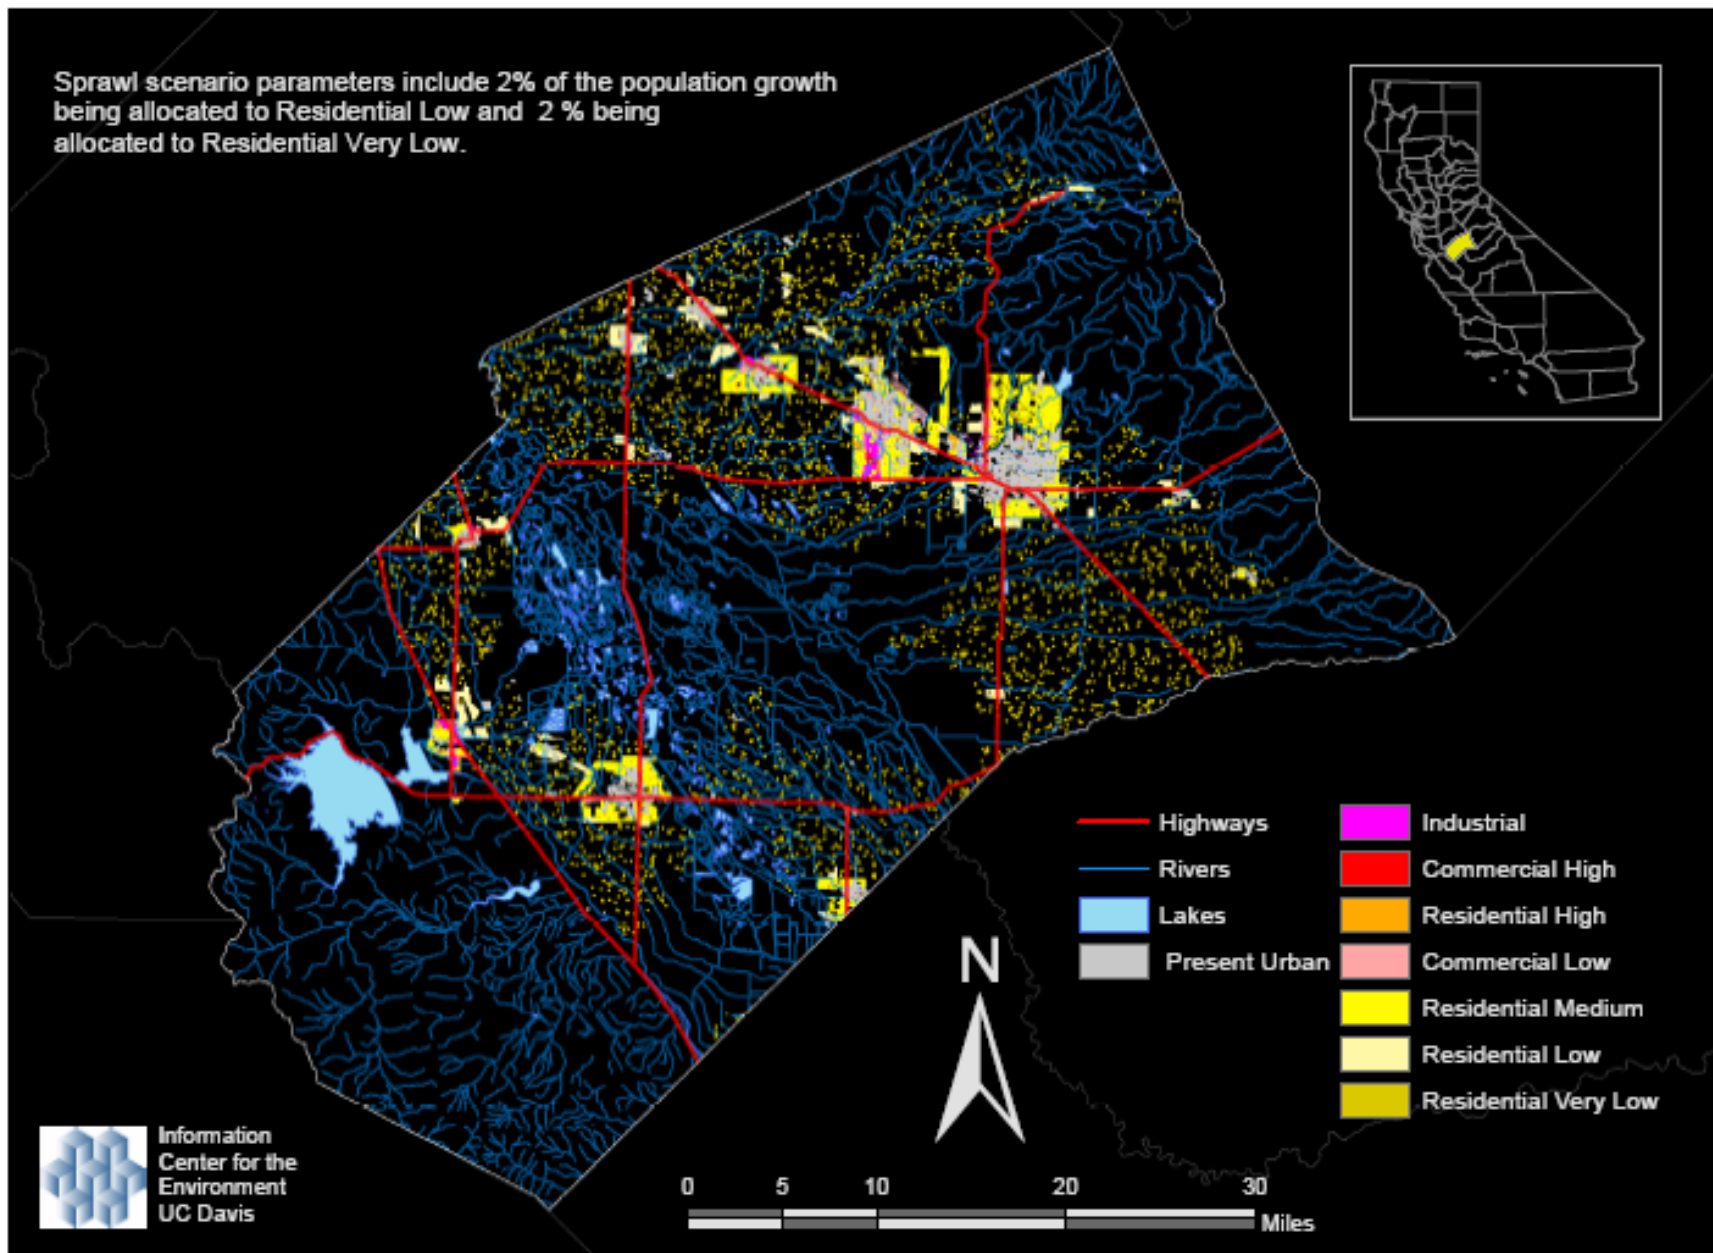 Sprawl scenario parameters include 2% of the population growth
being allocated to Residential Low and  2 % being
allocated to Residential Very Low.
Highways
Rivers
Lakes
Present Urban
Industrial
Commercial High
Residential High
Commercial Low
Residential Medium
Residential Low
Residential Very Low
N
0 5 10 20 30
Miles
Information
Center for the
Environment
UC Davis